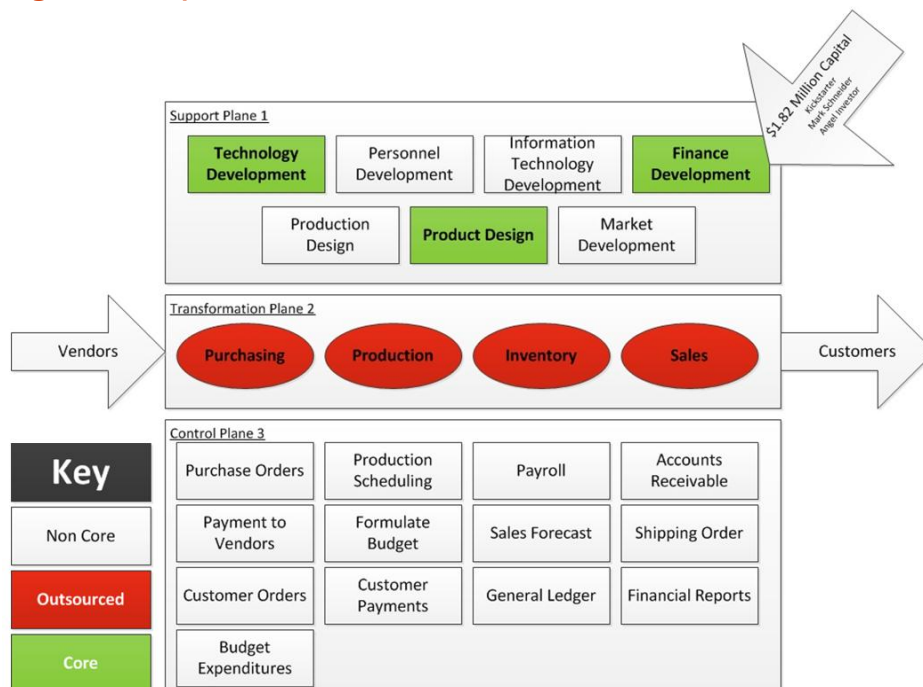 $1.82 Million Capital
Kickstarter
Mark Schneider
Angel Investor
Support Plane 1
Technology
Development
Personnel
Development
Information
Technology
Development
Finance
Development
Production
Design
Product Design
Market
Development
Transformation Plane 2
Vendors
Purchasing
Production
Inventory
Sales
Customers
Control Plane 3
Purchase Orders
Production
Scheduling
Payroll
Accounts
Receivable
Payment to
Vendors
Formulate
Budget
Sales Forecast
Shipping Order
Customer Orders
Customer
Payments
General Ledger
Financial Reports
Budget
Expenditures
Key
Non Core
Outsourced
Core